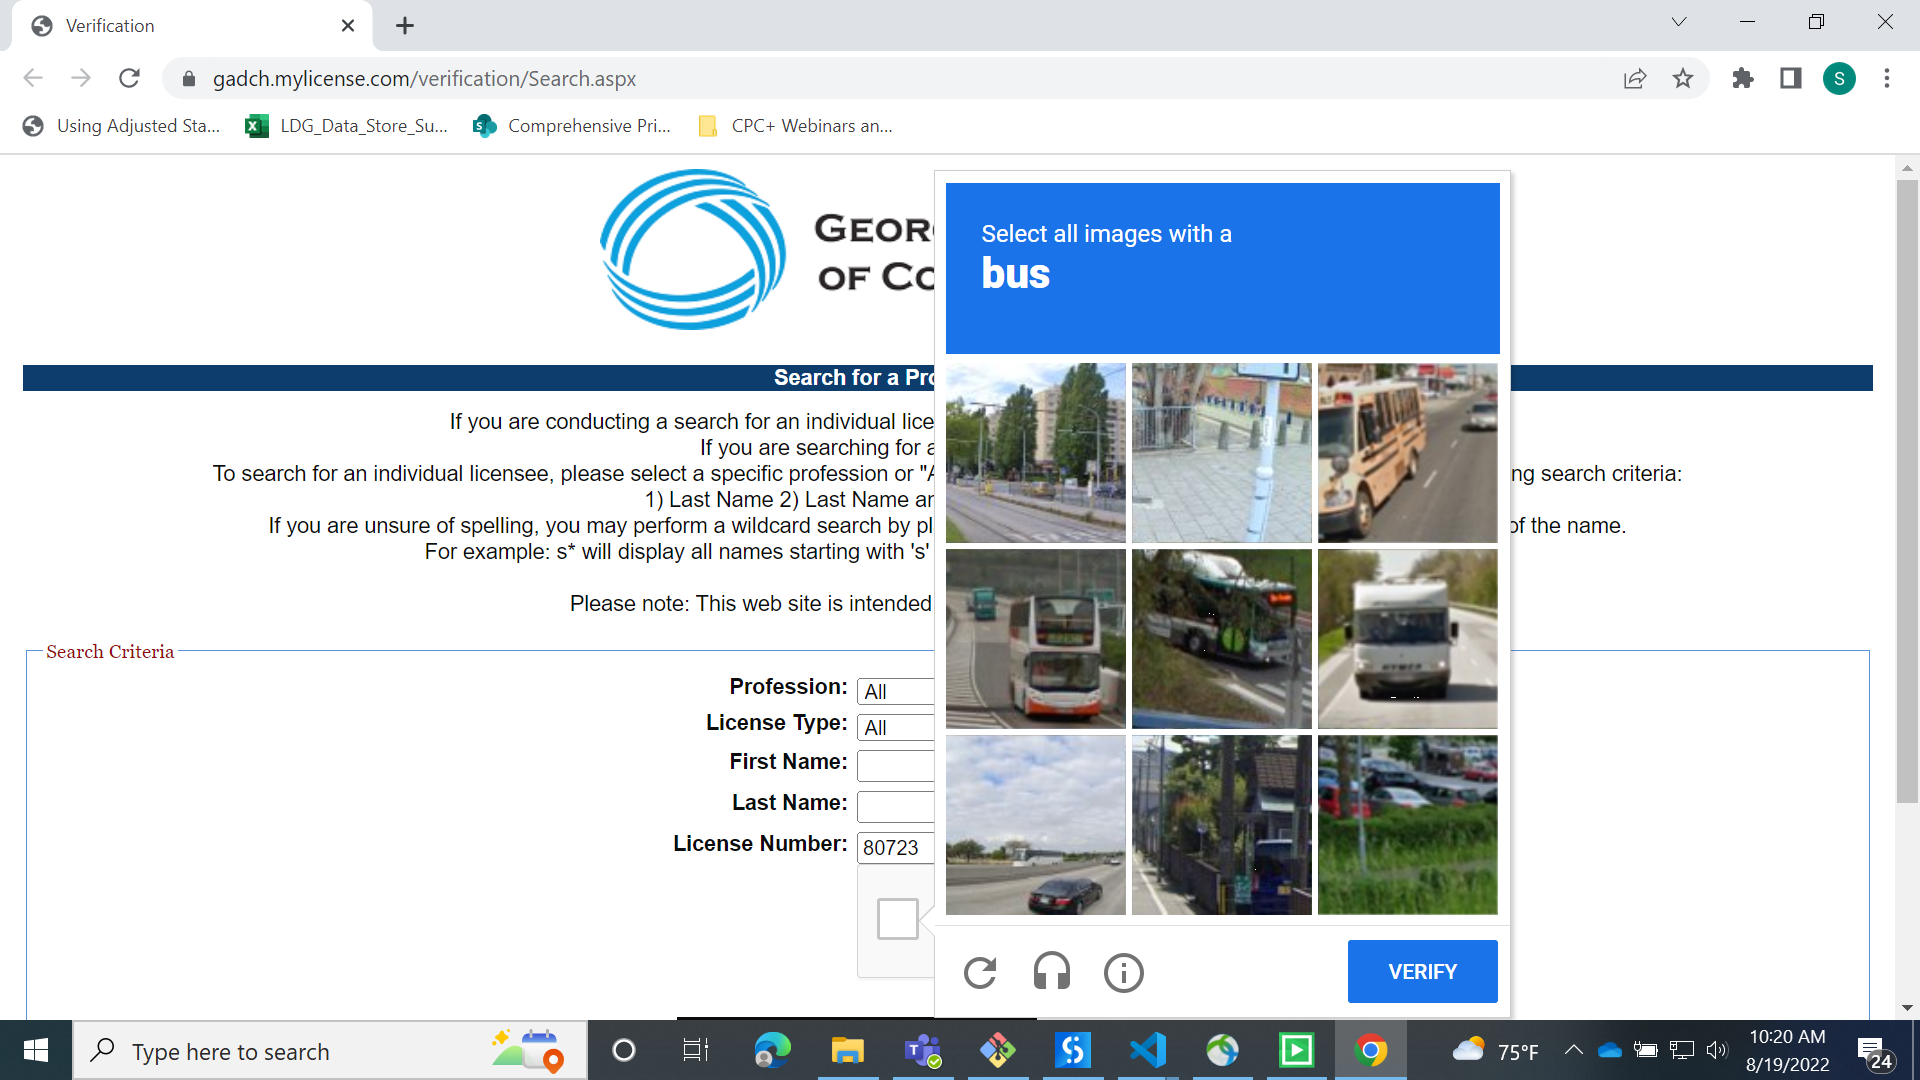 Verification
gadch.mylicense.com/verification/Search.aspx
S
Using Adjusted Sta...
LDG_Data_Store_Su...
Comprehensive Pri...
CPC+ Webinars an...
GEOR
OF CO
Select all images with a
bus
Search for a Pro
If you are conducting a search for an individual lice
If you are searching for a
To search for an individual licensee, please select a specific profession or "A
ng search criteria:
1) Last Name 2) Last Name an
If you are unsure of spelling, you may perform a wildcard search by pl
of the name.
For example: s* will display all names starting with 's'
Please note: This web site is intended
Search Criteria
Profession: All
License Type: All
First Name:
Last Name:
License Number: 80723
VERIFY
Type here to search
75°F
10:20 AM
8/19/2022
24